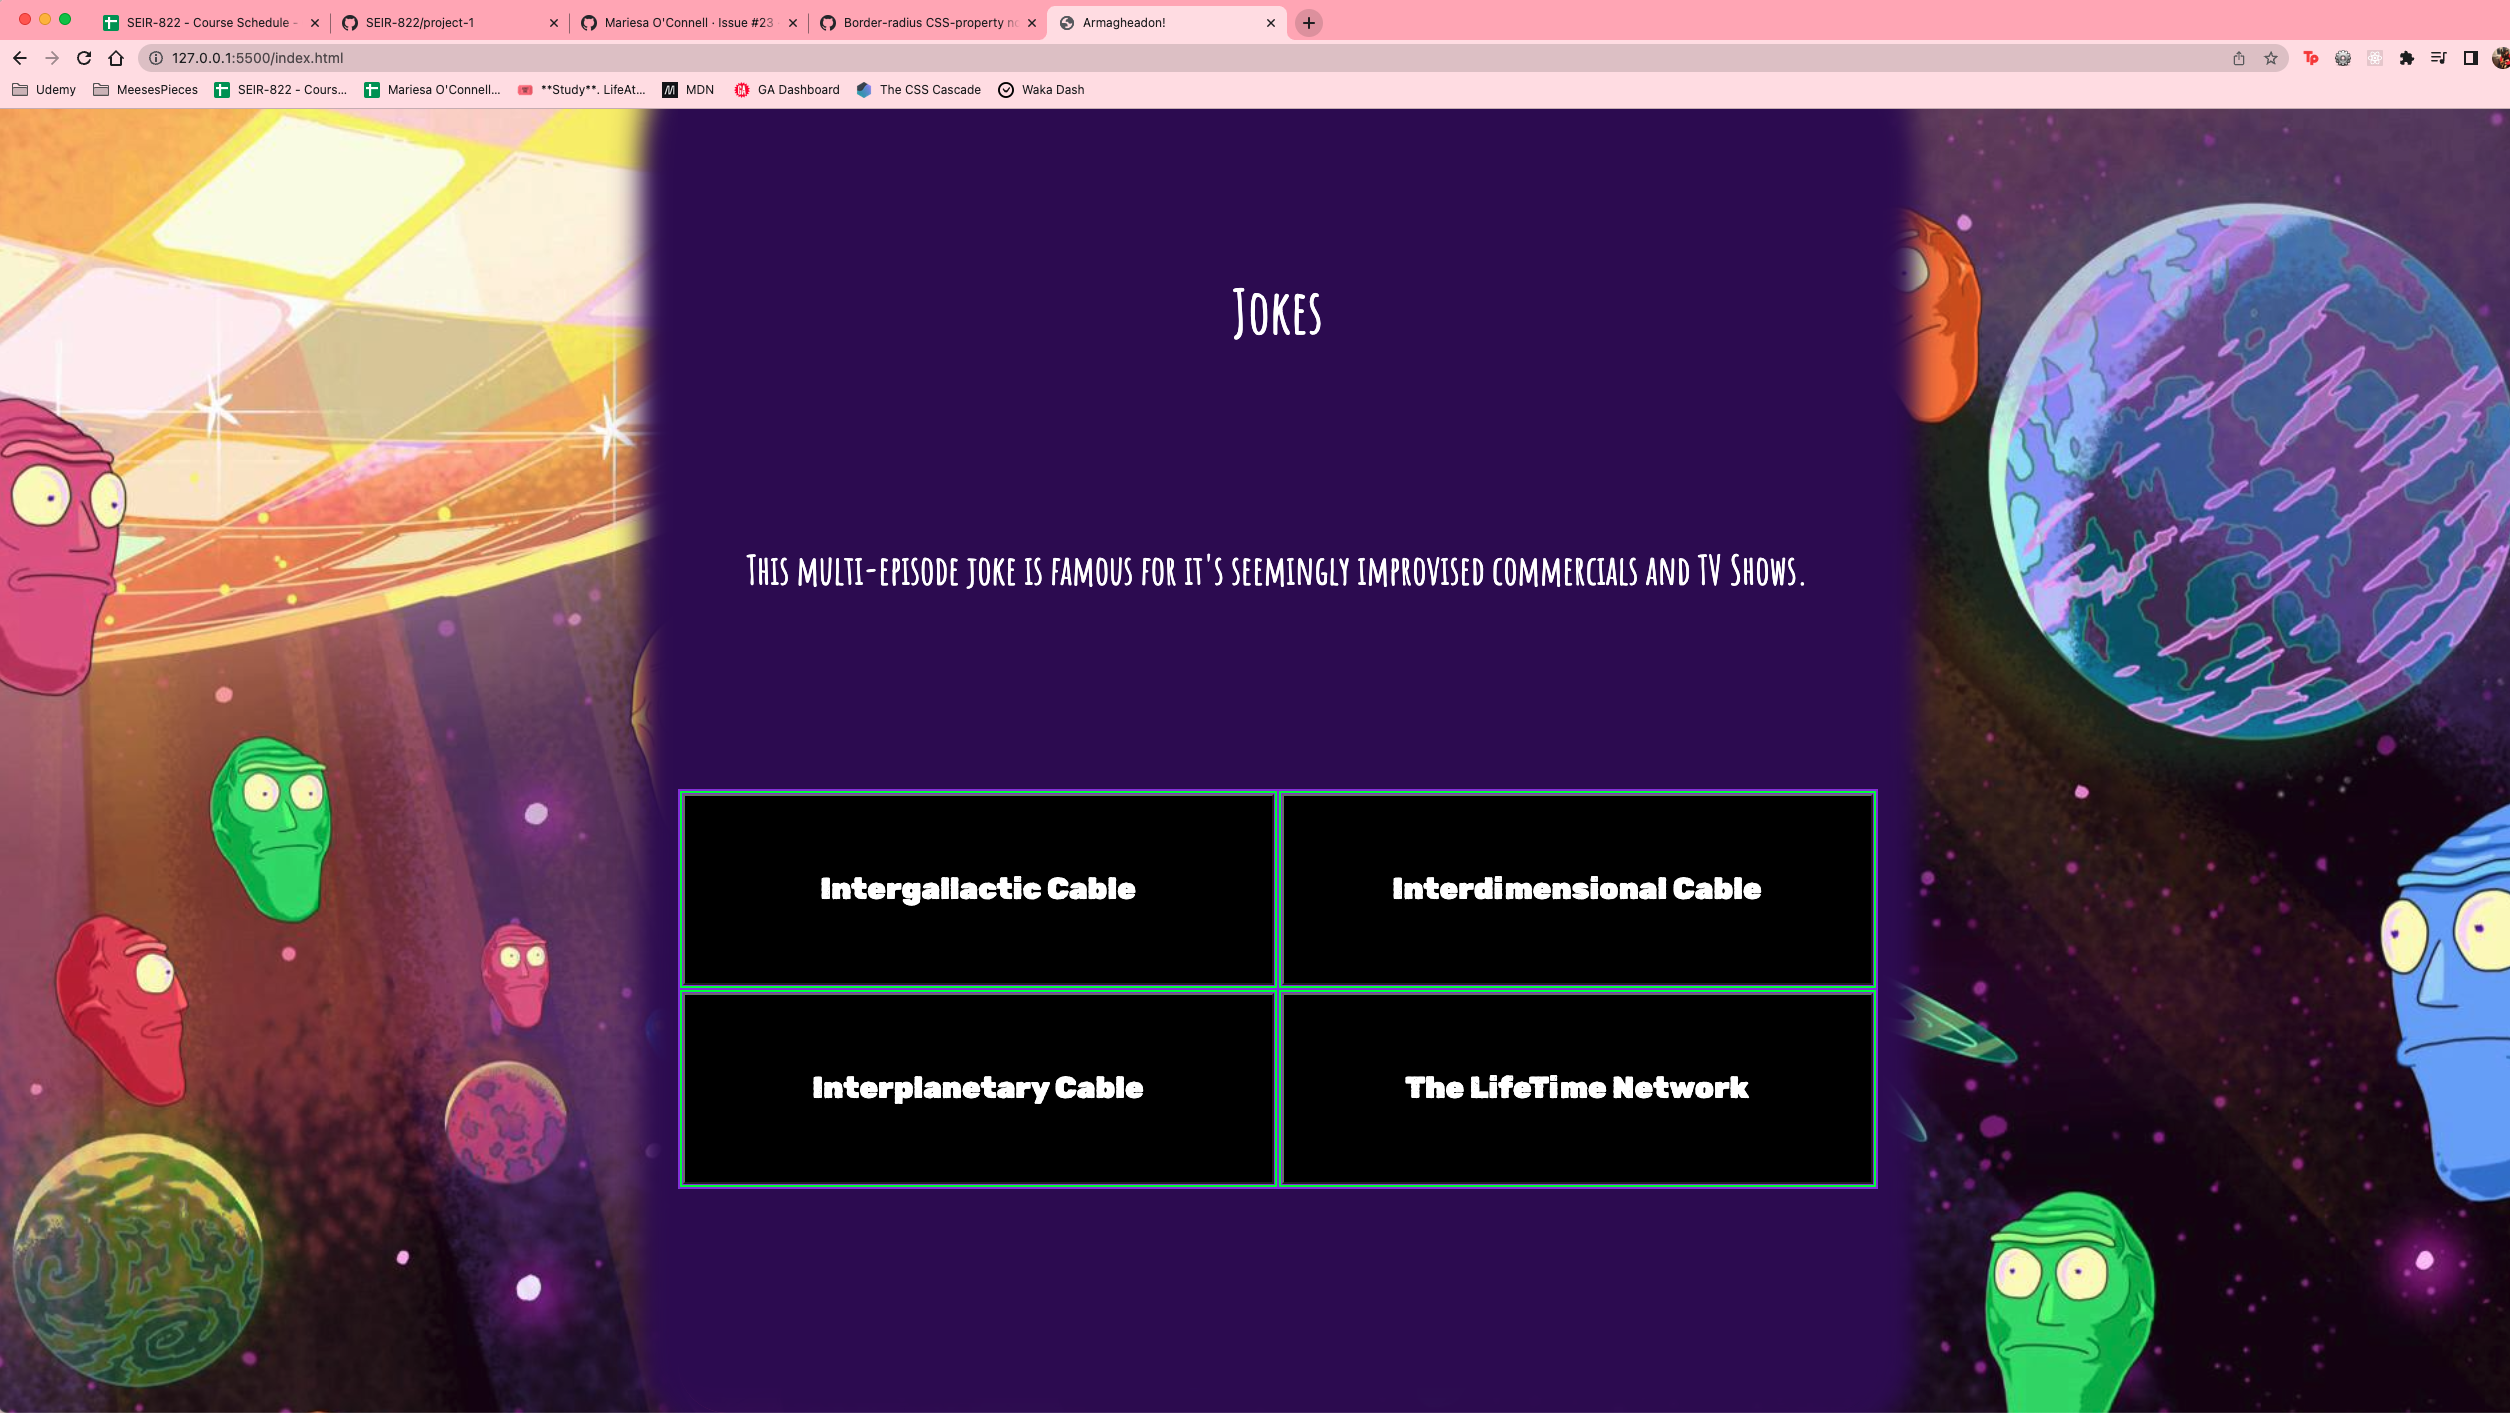 SEIR-822 - Course Schedule -
SEIR-822/project-1
Mariesa O'Connell · Issue #23
Border-radius CSS-property no
Armagheadon!
127.0.0.1:5500/index.html
Tp
Udemy
MeesesPieces
SEIR-822 - Cours...
Mariesa O'Connell...
**Study**. LifeAt...
MDN
GA Dashboard
The CSS Cascade
Waka Dash
Jokes
This multi-episode joke is famous for it's seemingly improvised commercials and TV Shows.
Intergallactic Cable
Interdimensional Cable
Interplanetary Cable
The LifeTime Network